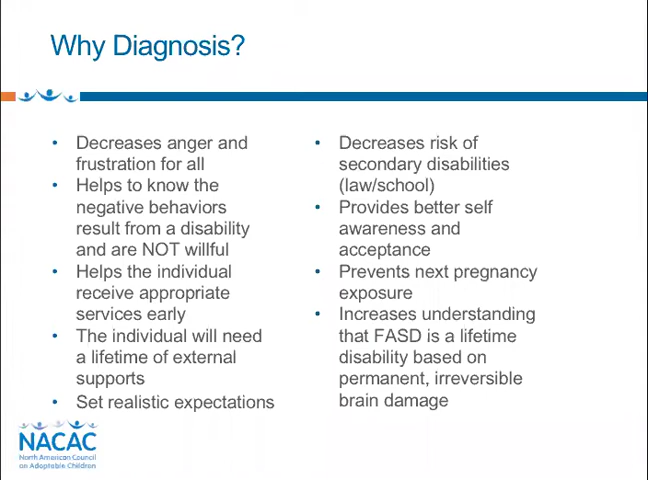 Why Diagnosis?
• Decreases anger and
frustration for all
• Helps to know the
negative behaviors
result from a disability
and are NOT willful
• Helps the individual
receive appropriate
services early
• The individual will need
a lifetime of external
supports
• Set realistic expectations
• Decreases risk of
secondary disabilities
(law/school)
• Provides better self
awareness and
acceptance
• Prevents next pregnancy
exposure
• Increases understanding
that FASD is a lifetime
disability based on
permanent, irreversible
brain damage
NACAC
North American Council
on Adoptable Children